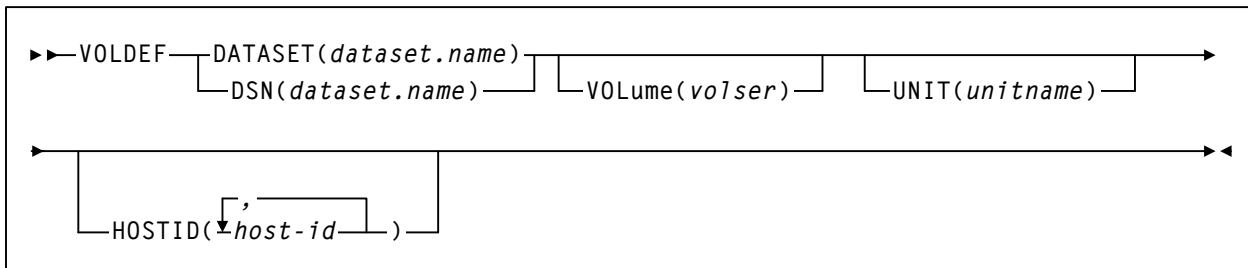 VOLDEF DATASET(dataset.name)
DSN(dataset.name) VOLume(volser) UNIT(unitname)
,
HOSTID(host-id)